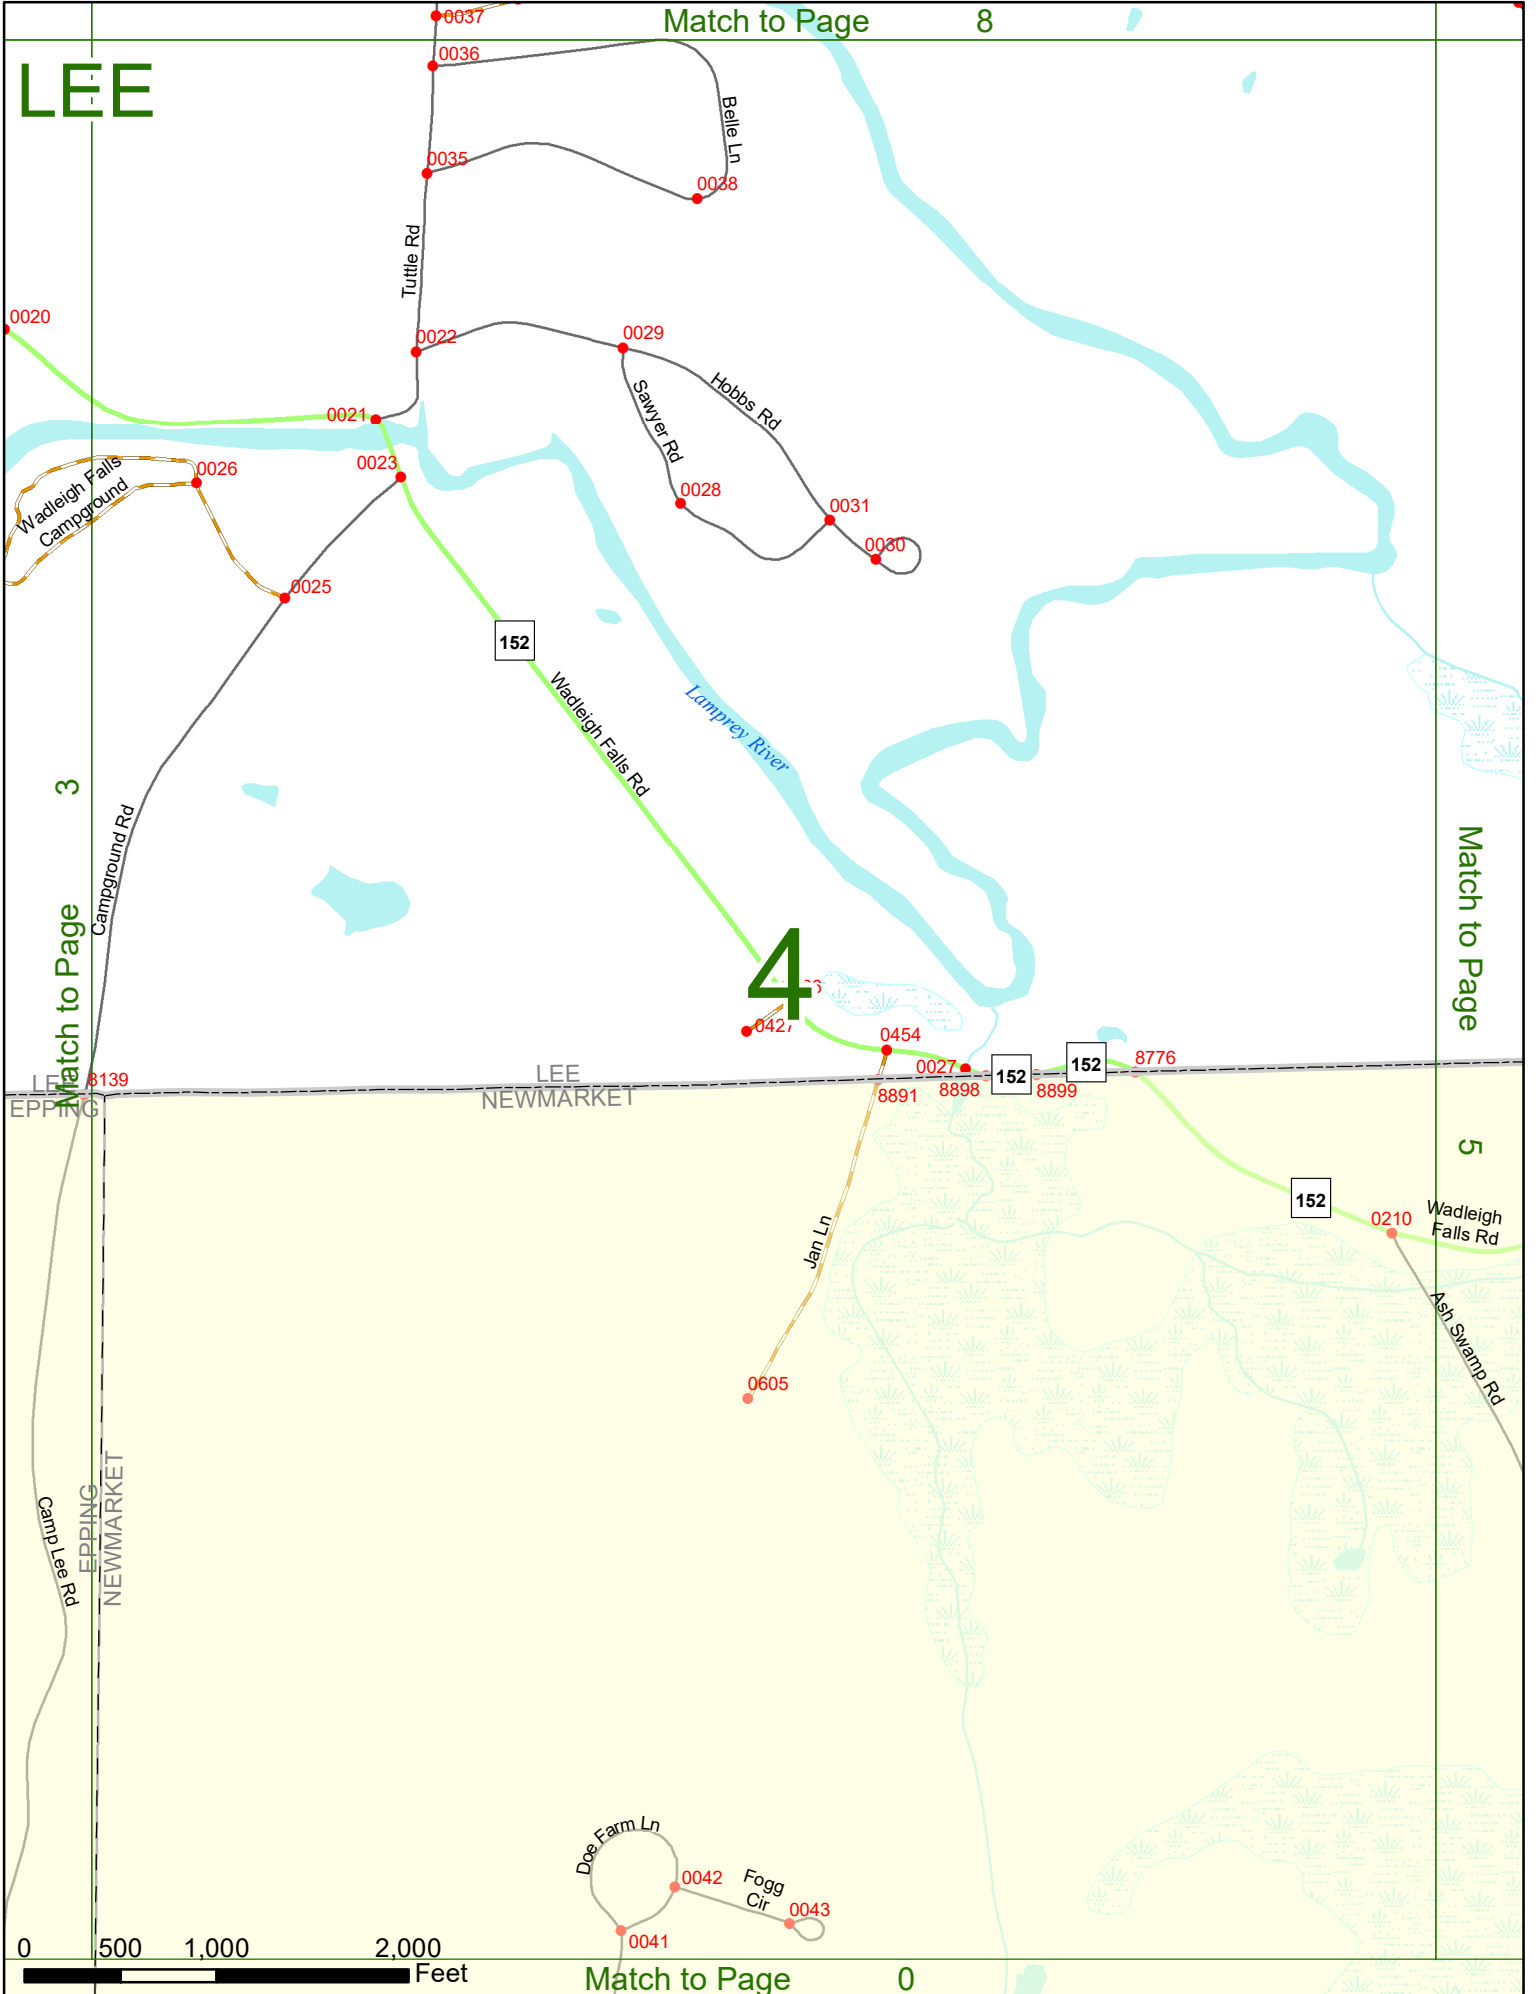 0037
Match to Page 8
0036
LEE
Belle Ln
0035
0038
Tuttle Rd
0020
0022
0029
Sawyer Rd
Hobbs Rd
0021
0023
0026
Wadleigh Falls
Campground
0028
0031
0030
0025
152
Wadleigh Falls Rd
Lamprey River
Match to Page 3
Campground Rd
Match to Page 5
4
0427
0454
0027
152
152
8776
LEE
EPPING
8139
LEE
NEWMARKET
8891
8898
8899
152
0210
Wadleigh
Falls Rd
Jan Ln
Ash Swamp Rd
0605
EPPING
NEWMARKET
Camp Lee Rd
Doe Farm Ln
0042
Fogg
Cir
0043
0041
0 500 1,000 2,000
Feet
Match to Page 0